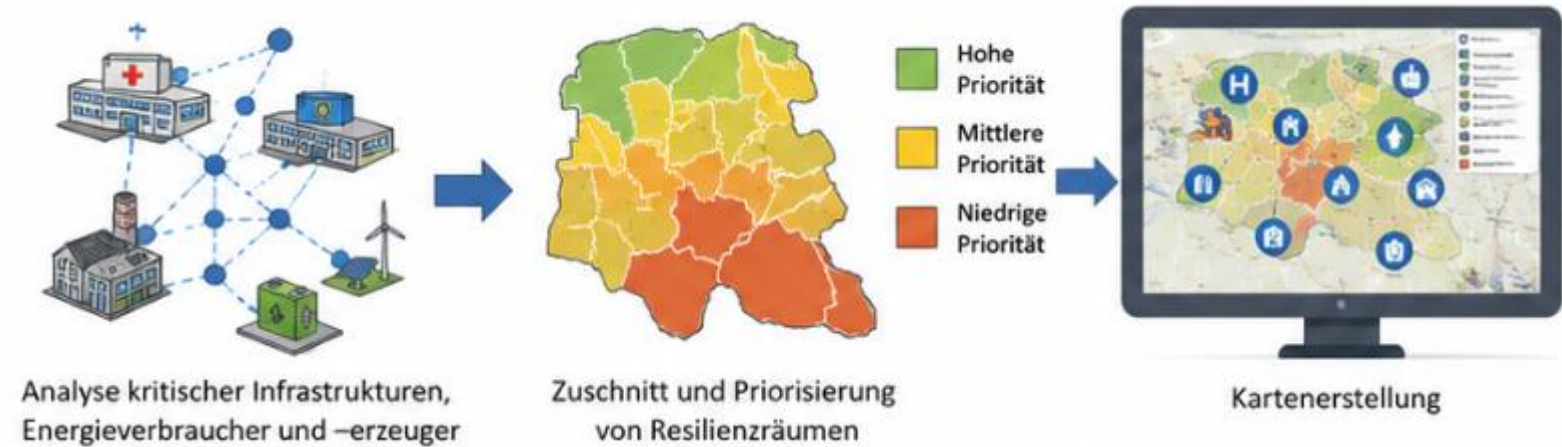 Hohe
Priorität
Mittlere
Priorität
Niedrige
Priorität
H
Analyse kritischer Infrastrukturen,
Energieverbraucher und –erzeuger
Zuschnitt und Priorisierung
von Resilienzräumen
Kartenerstellung